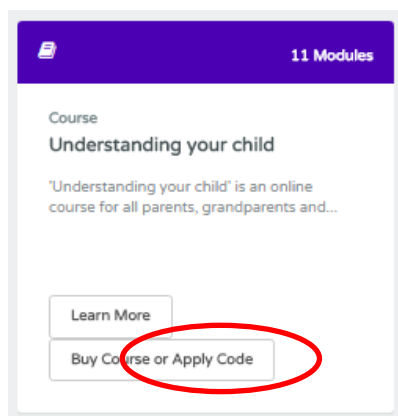 11 Modules
Course
Understanding your child
'Understanding your child' is an online
course for all parents, grandparents and...
Learn More
Buy Course or Apply Code